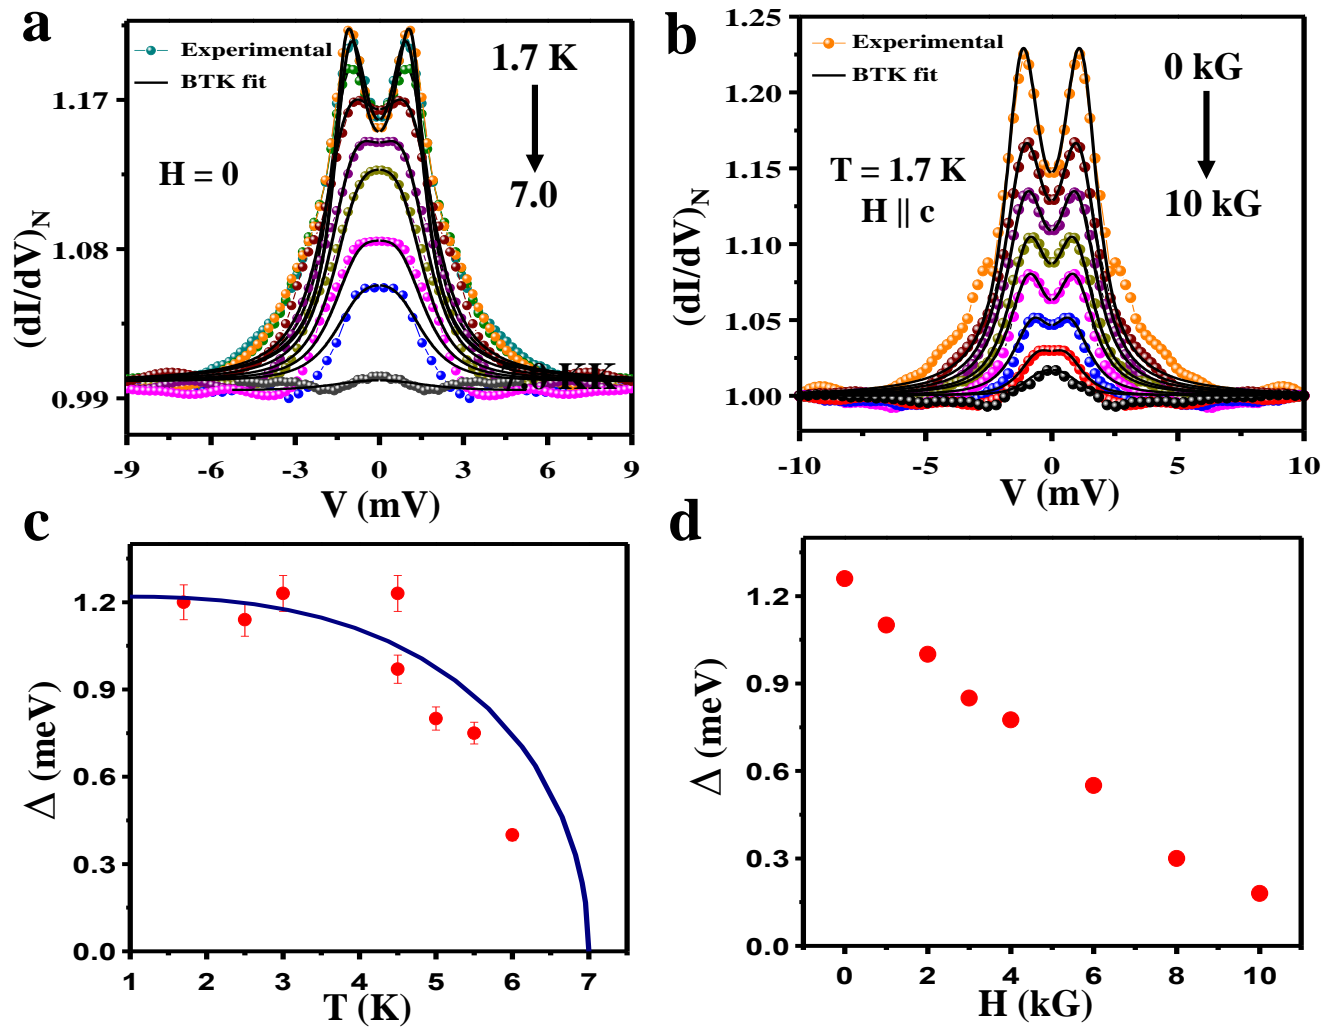 a
Experimental
BTK fit
1.7 K
7.0
H = 0
KK
1.17
1.08
0.99
(dI/dV)N
-9 -6 -3 0 3 6 9
V (mV)
b
Experimental
BTK fit
0 kG
10 kG
T = 1.7 K
H || c
1.25
1.20
1.15
1.10
1.05
1.00
(dI/dV)N
-10 -5 0 5 10
V (mV)
c
1.2
0.9
0.6
0.3
0.0
Δ (meV)
1 2 3 4 5 6 7
T (K)
d
1.2
0.9
0.6
0.3
0.0
Δ (meV)
0 2 4 6 8 10
H (kG)